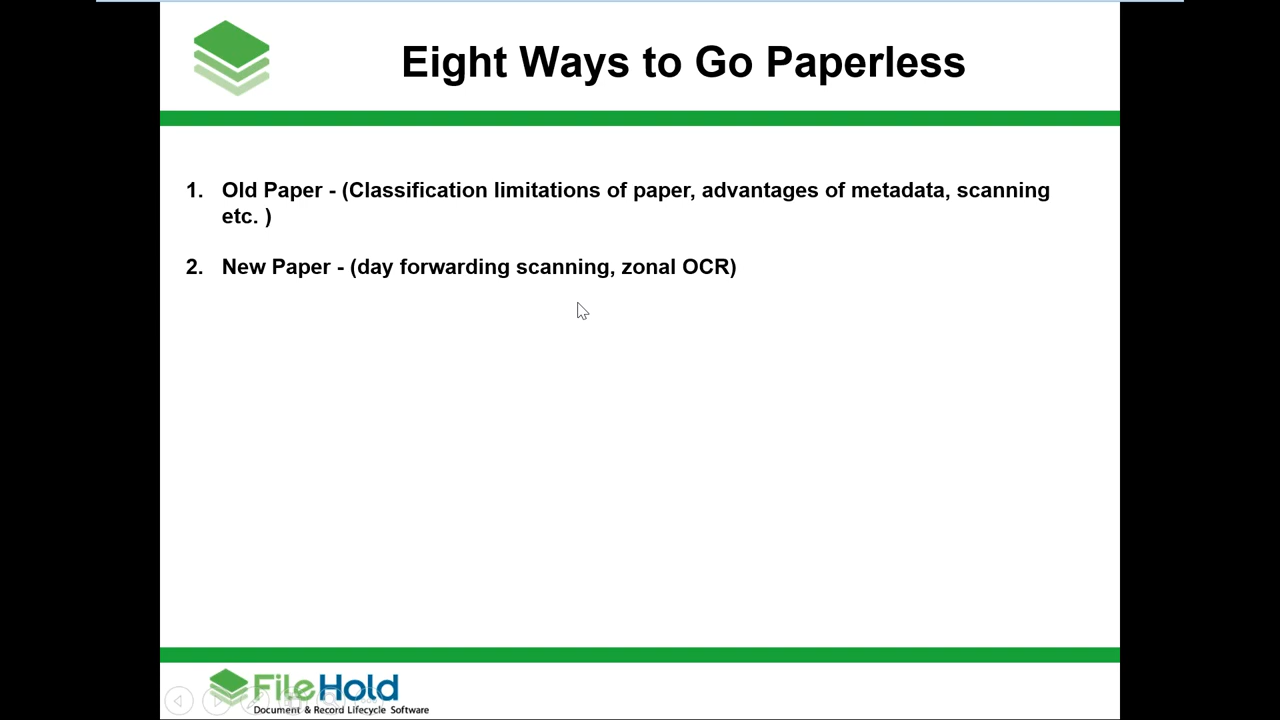 Eight Ways to Go Paperless
1. Old Paper - (Classification limitations of paper, advantages of metadata, scanning
etc. )
2. New Paper - (day forwarding scanning, zonal OCR)
FileHold
Document & Record Lifecycle Software